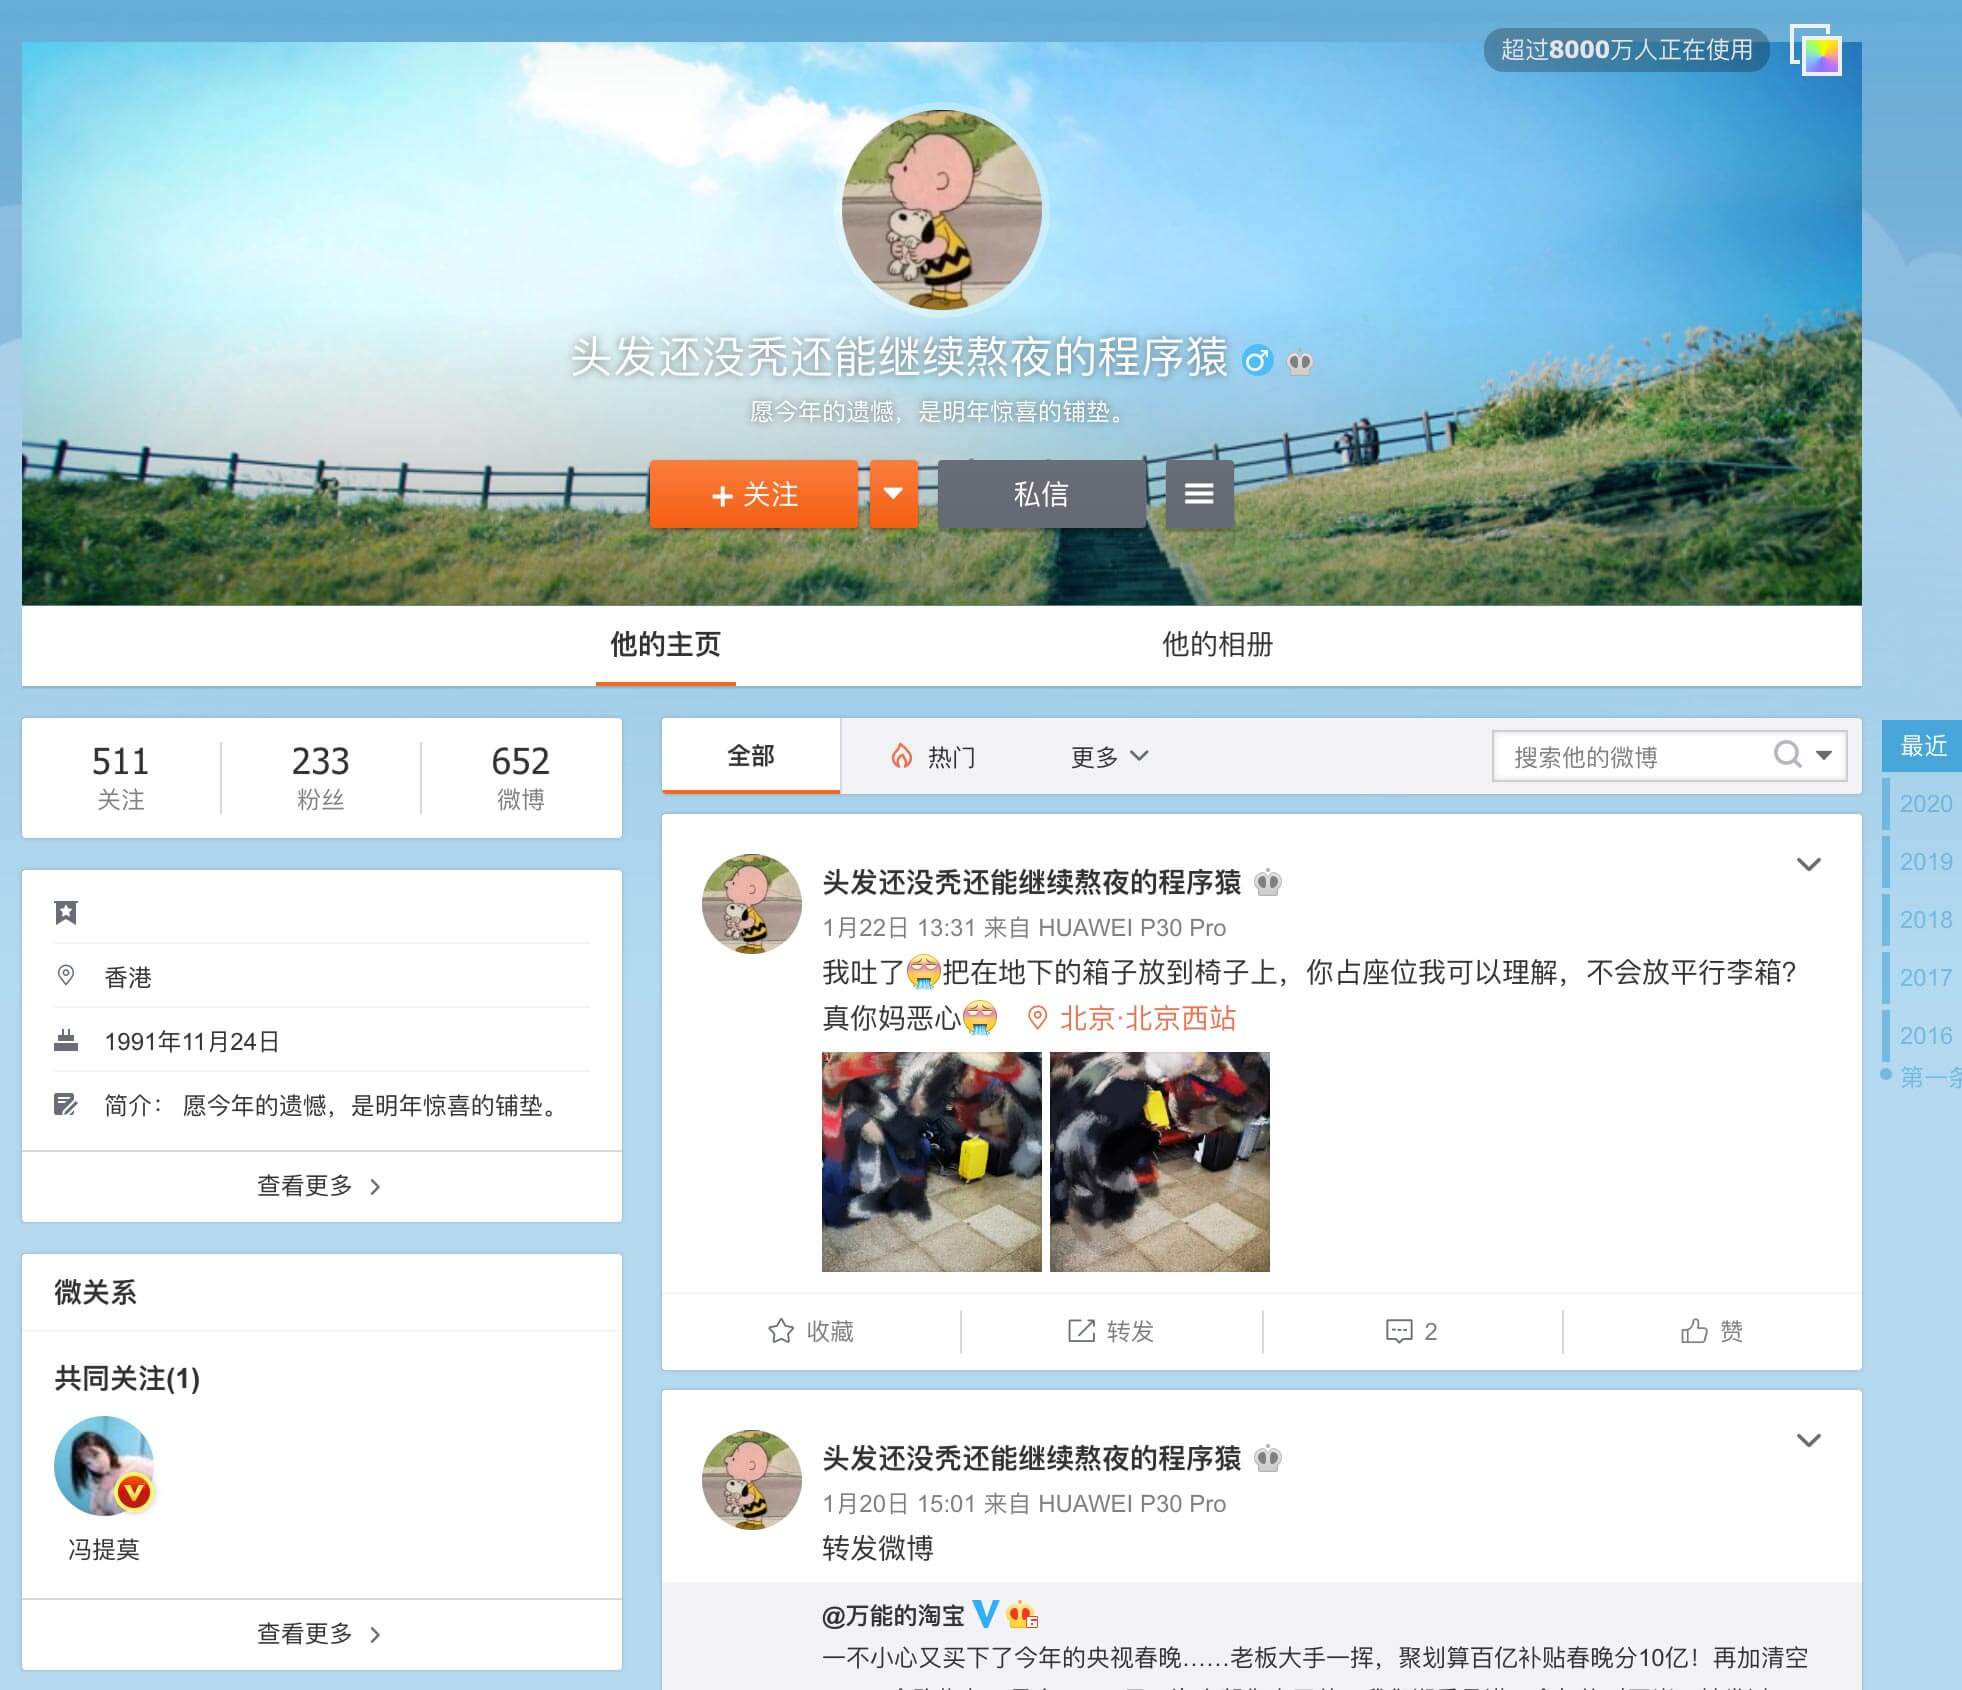 超过8000万人正在使用
头发还没秃还能继续熬夜的程序猿
愿今年的遗憾，是明年惊喜的铺垫。
+ 关注
私信
他的主页
他的相册
511
关注
233
粉丝
652
微博
香港
1991年11月24日
简介： 愿今年的遗憾，是明年惊喜的铺垫。
查看更多
微关系
共同关注(1)
冯提莫
查看更多
全部
热门
更多
搜索他的微博
头发还没秃还能继续熬夜的程序猿
1月22日 13:31 来自 HUAWEI P30 Pro
我吐了把在地下的箱子放到椅子上，你占座位我可以理解，不会放平行李箱?
真你妈恶心 北京·北京西站
收藏
转发
2
赞
头发还没秃还能继续熬夜的程序猿
1月20日 15:01 来自 HUAWEI P30 Pro
转发微博
@万能的淘宝
一不小心又买下了今年的央视春晚……老板大手一挥，聚划算百亿补贴春晚分10亿！再加清空
最近
2020
2019
2018
2017
2016
第一条